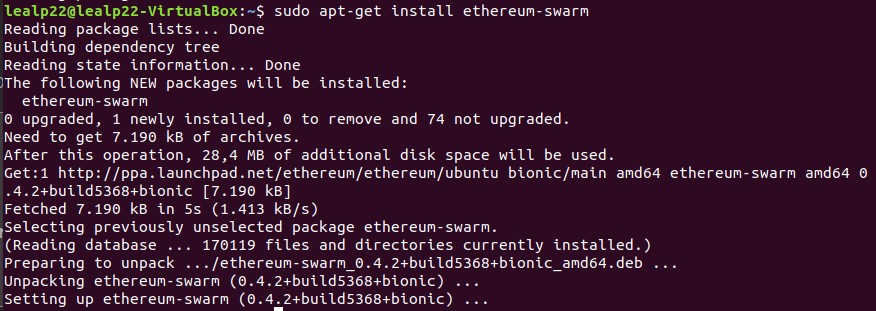 lealp22@lealp22-VirtualBox:~$ sudo apt-get install ethereum-swarm
Reading package lists... Done
Building dependency tree
Reading state information... Done
The following NEW packages will be installed:
  ethereum-swarm
0 upgraded, 1 newly installed, 0 to remove and 74 not upgraded.
Need to get 7.190 kB of archives.
After this operation, 28,4 MB of additional disk space will be used.
Get:1 http://ppa.launchpad.net/ethereum/ethereum/ubuntu bionic/main amd64 ethereum-swarm amd64 0
.4.2+build5368+bionic [7.190 kB]
Fetched 7.190 kB in 5s (1.413 kB/s)
Selecting previously unselected package ethereum-swarm.
(Reading database ... 170119 files and directories currently installed.)
Preparing to unpack .../ethereum-swarm_0.4.2+build5368+bionic_amd64.deb ...
Unpacking ethereum-swarm (0.4.2+build5368+bionic) ...
Setting up ethereum-swarm (0.4.2+build5368+bionic) ...